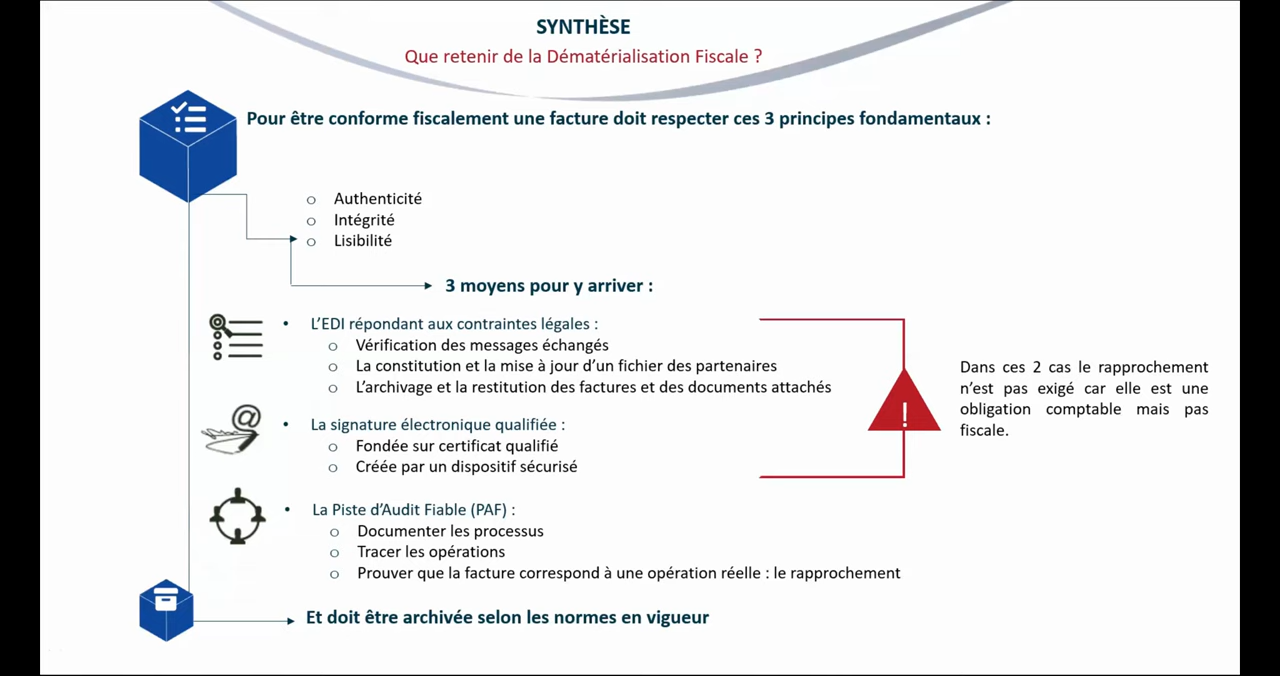 SYNTHÈSE
Que retenir de la Dématérialisation Fiscale ?
Pour être conforme fiscalement une facture doit respecter ces 3 principes fondamentaux :
o Authenticité
o Intégrité
o Lisibilité
3 moyens pour y arriver :
• L’EDI répondant aux contraintes légales :
o Vérification des messages échangés
o La constitution et la mise à jour d’un fichier des partenaires
o L’archivage et la restitution des factures et des documents attachés
Dans ces 2 cas le rapprochement
n’est pas exigé car elle est une
obligation comptable mais pas
fiscale.
!
@
• La signature électronique qualifiée :
o Fondée sur certificat qualifié
o Créée par un dispositif sécurisé
• La Piste d’Audit Fiable (PAF) :
o Documenter les processus
o Tracer les opérations
o Prouver que la facture correspond à une opération réelle : le rapprochement
Et doit être archivée selon les normes en vigueur